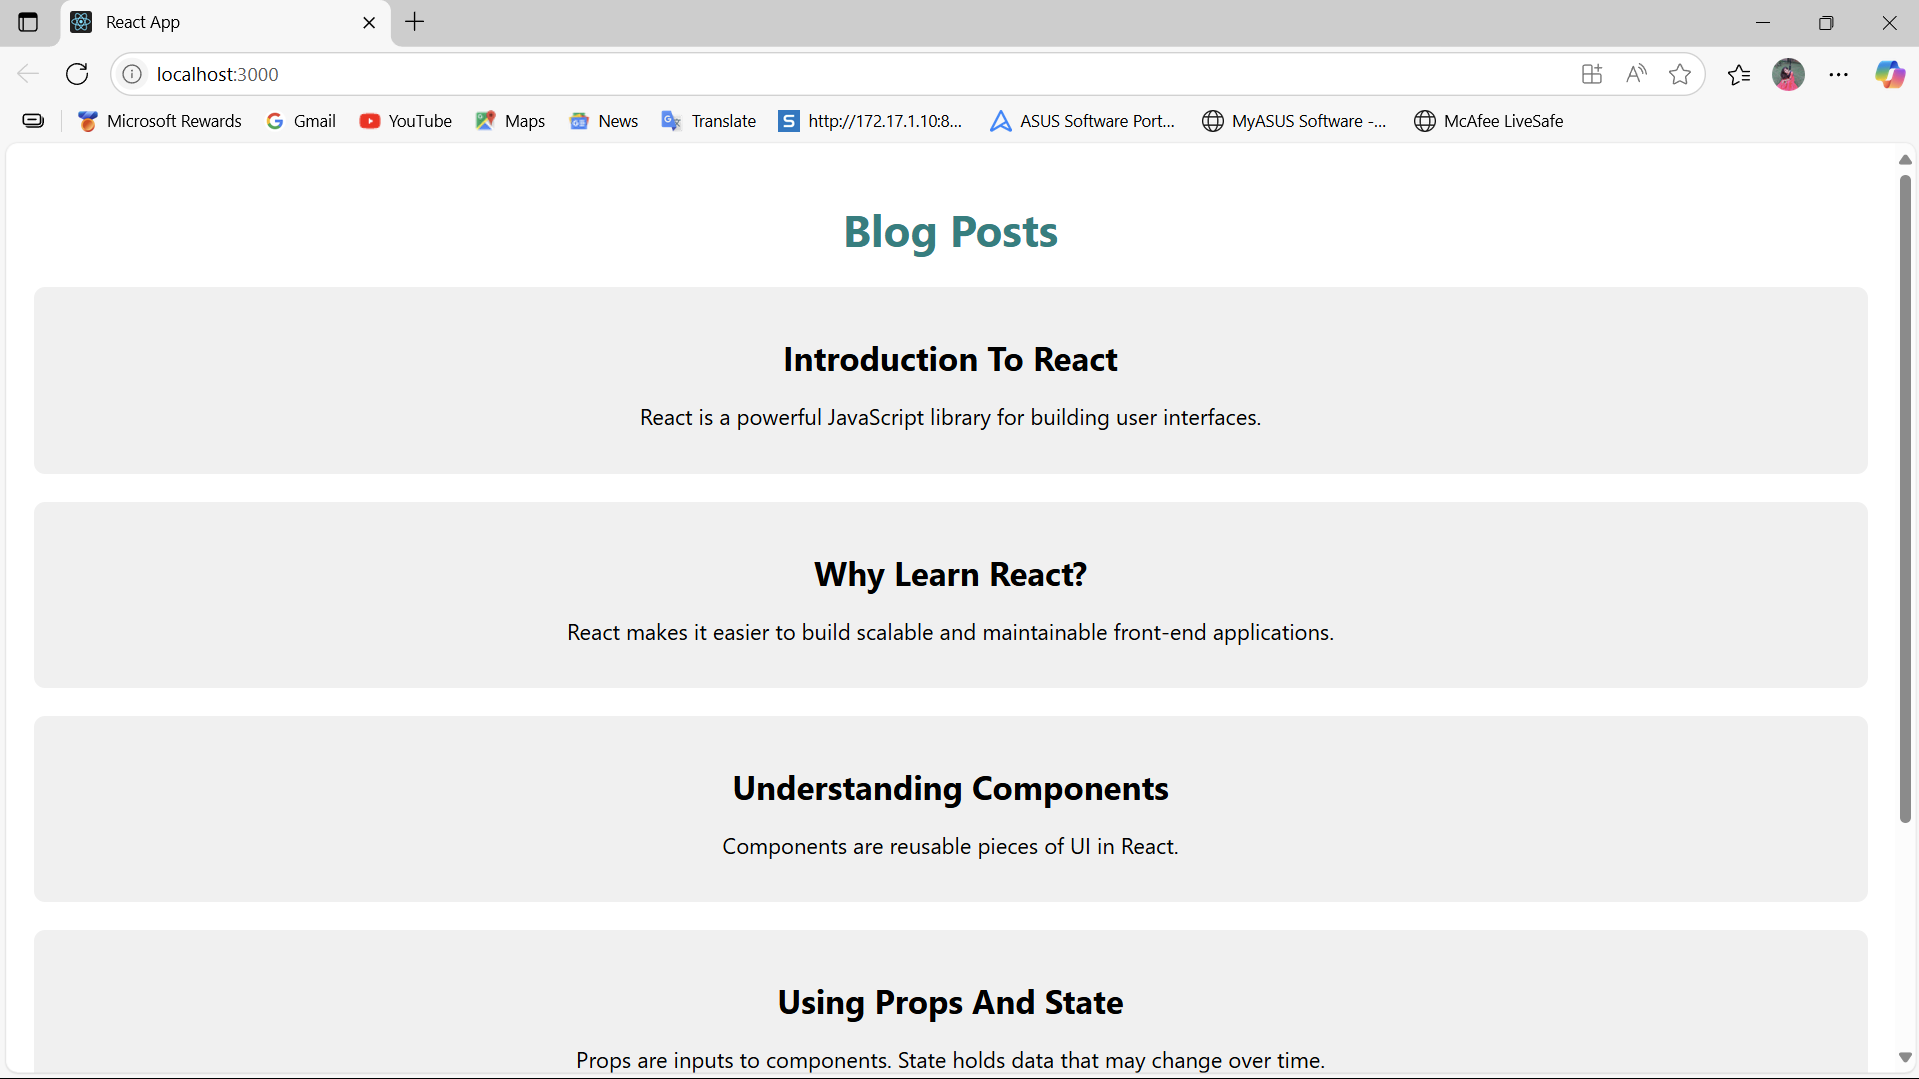 React App
localhost:3000
Microsoft Rewards Gmail YouTube Maps News Translate http://172.17.1.10:8... ASUS Software Port... MyASUS Software -... McAfee LiveSafe
Blog Posts
Introduction To React
React is a powerful JavaScript library for building user interfaces.
Why Learn React?
React makes it easier to build scalable and maintainable front-end applications.
Understanding Components
Components are reusable pieces of UI in React.
Using Props And State
Props are inputs to components. State holds data that may change over time.